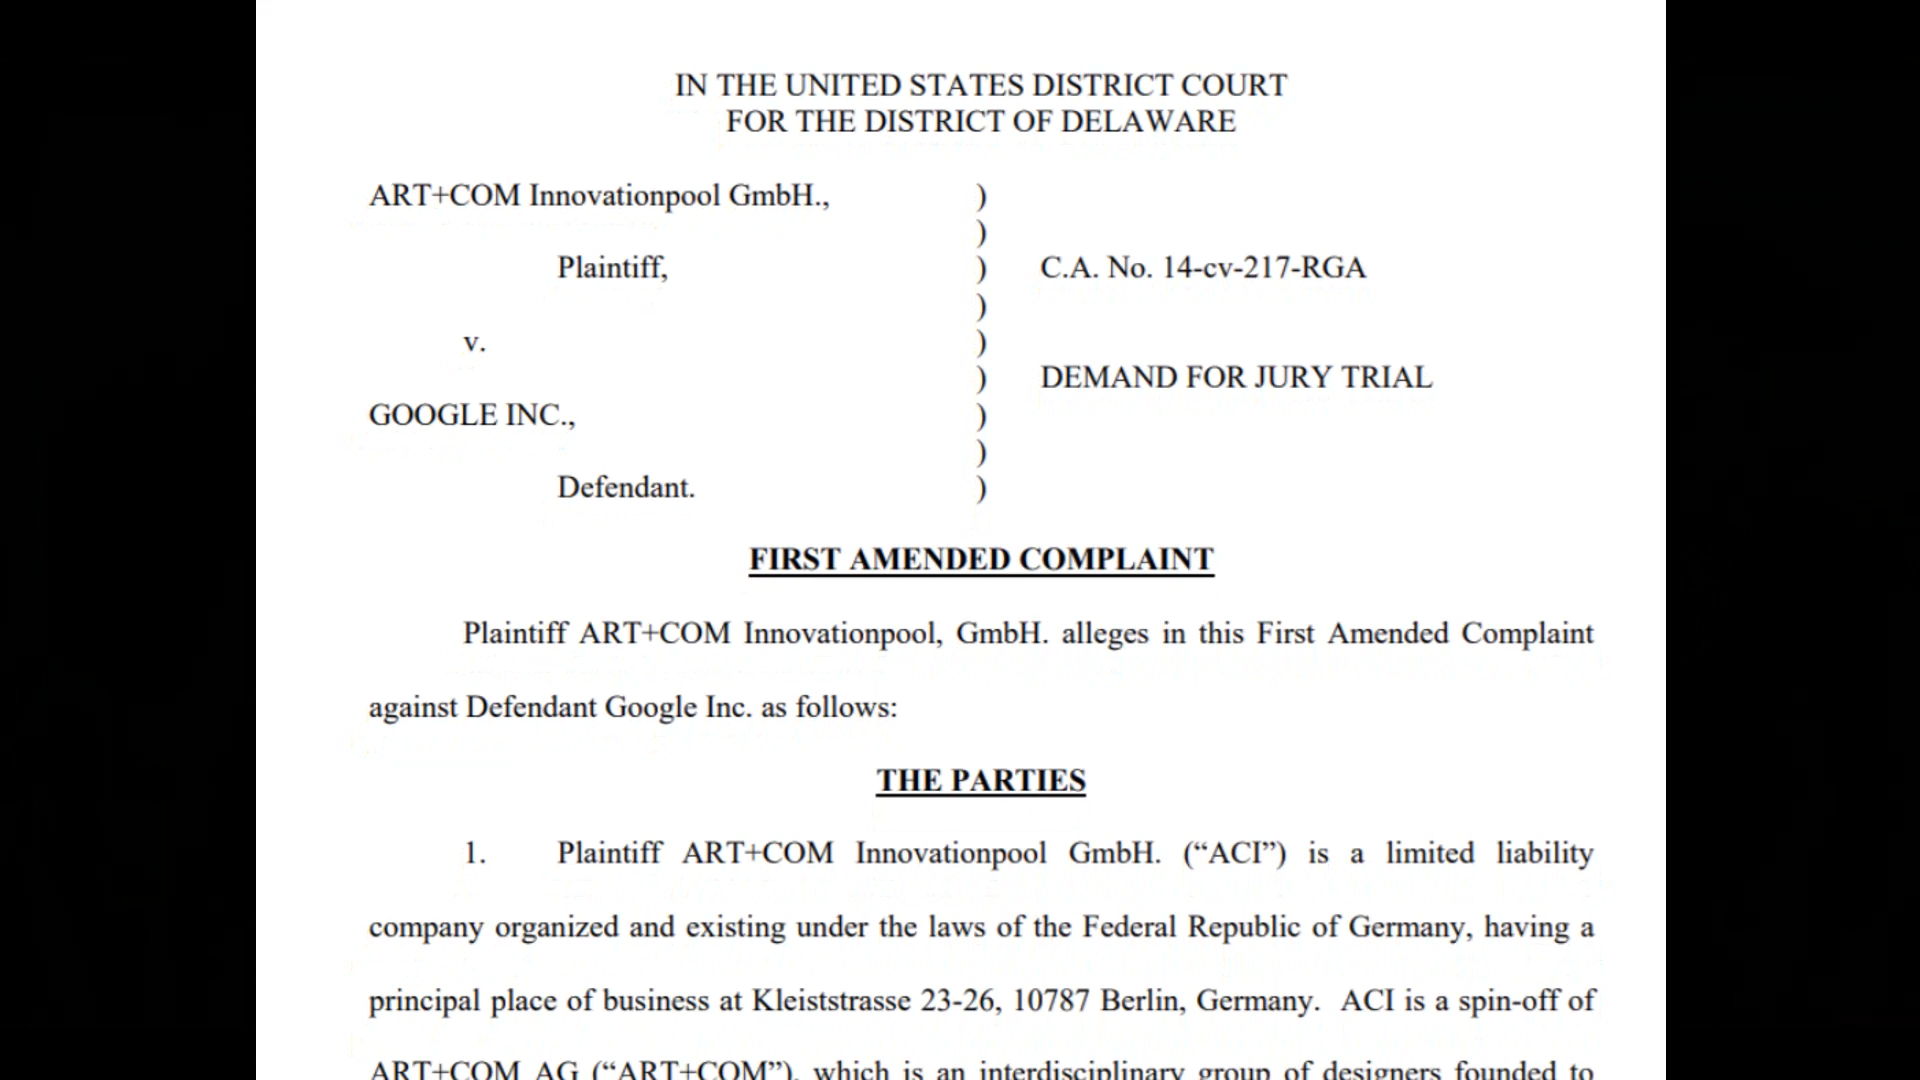 IN THE UNITED STATES DISTRICT COURT
FOR THE DISTRICT OF DELAWARE
ART+COM Innovationpool GmbH., )
)
Plaintiff, ) C.A. No. 14-cv-217-RGA
)
v. )
) DEMAND FOR JURY TRIAL
GOOGLE INC., )
)
Defendant. )
FIRST AMENDED COMPLAINT
Plaintiff ART+COM Innovationpool, GmbH. alleges in this First Amended Complaint
against Defendant Google Inc. as follows:
THE PARTIES
1. Plaintiff ART+COM Innovationpool GmbH. (“ACI”) is a limited liability
company organized and existing under the laws of the Federal Republic of Germany, having a
principal place of business at Kleiststrasse 23-26, 10787 Berlin, Germany. ACI is a spin-off of
ART+COM AG (“ART+COM”), which is an interdisciplinary group of designers founded to